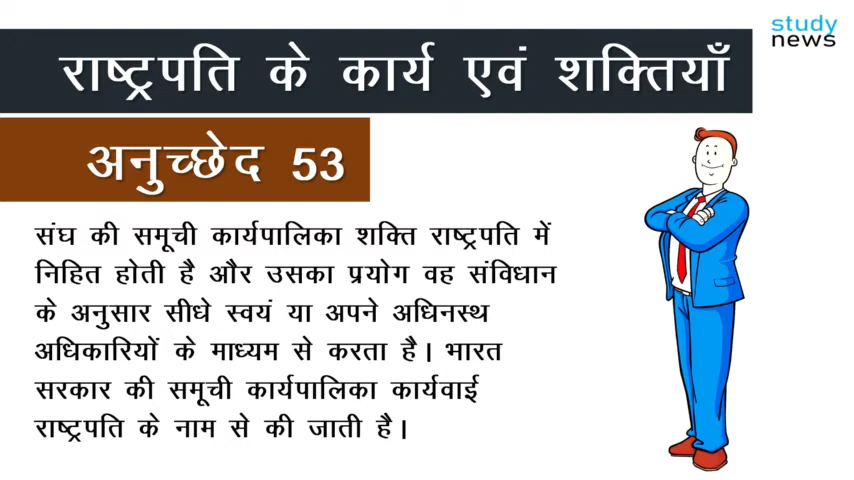 study
news
राष्ट्रपति के कार्य एवं शक्तियाँ
अनुच्छेद 53
संघ की समूची कार्यपालिका शक्ति राष्ट्रपति में
निहित होती है और उसका प्रयोग वह संविधान
के अनुसार सीधे स्वयं या अपने अधिनस्थ
अधिकारियों के माध्यम से करता है। भारत
सरकार की समूची कार्यपालिका कार्यवाई
राष्ट्रपति के नाम से की जाती है।